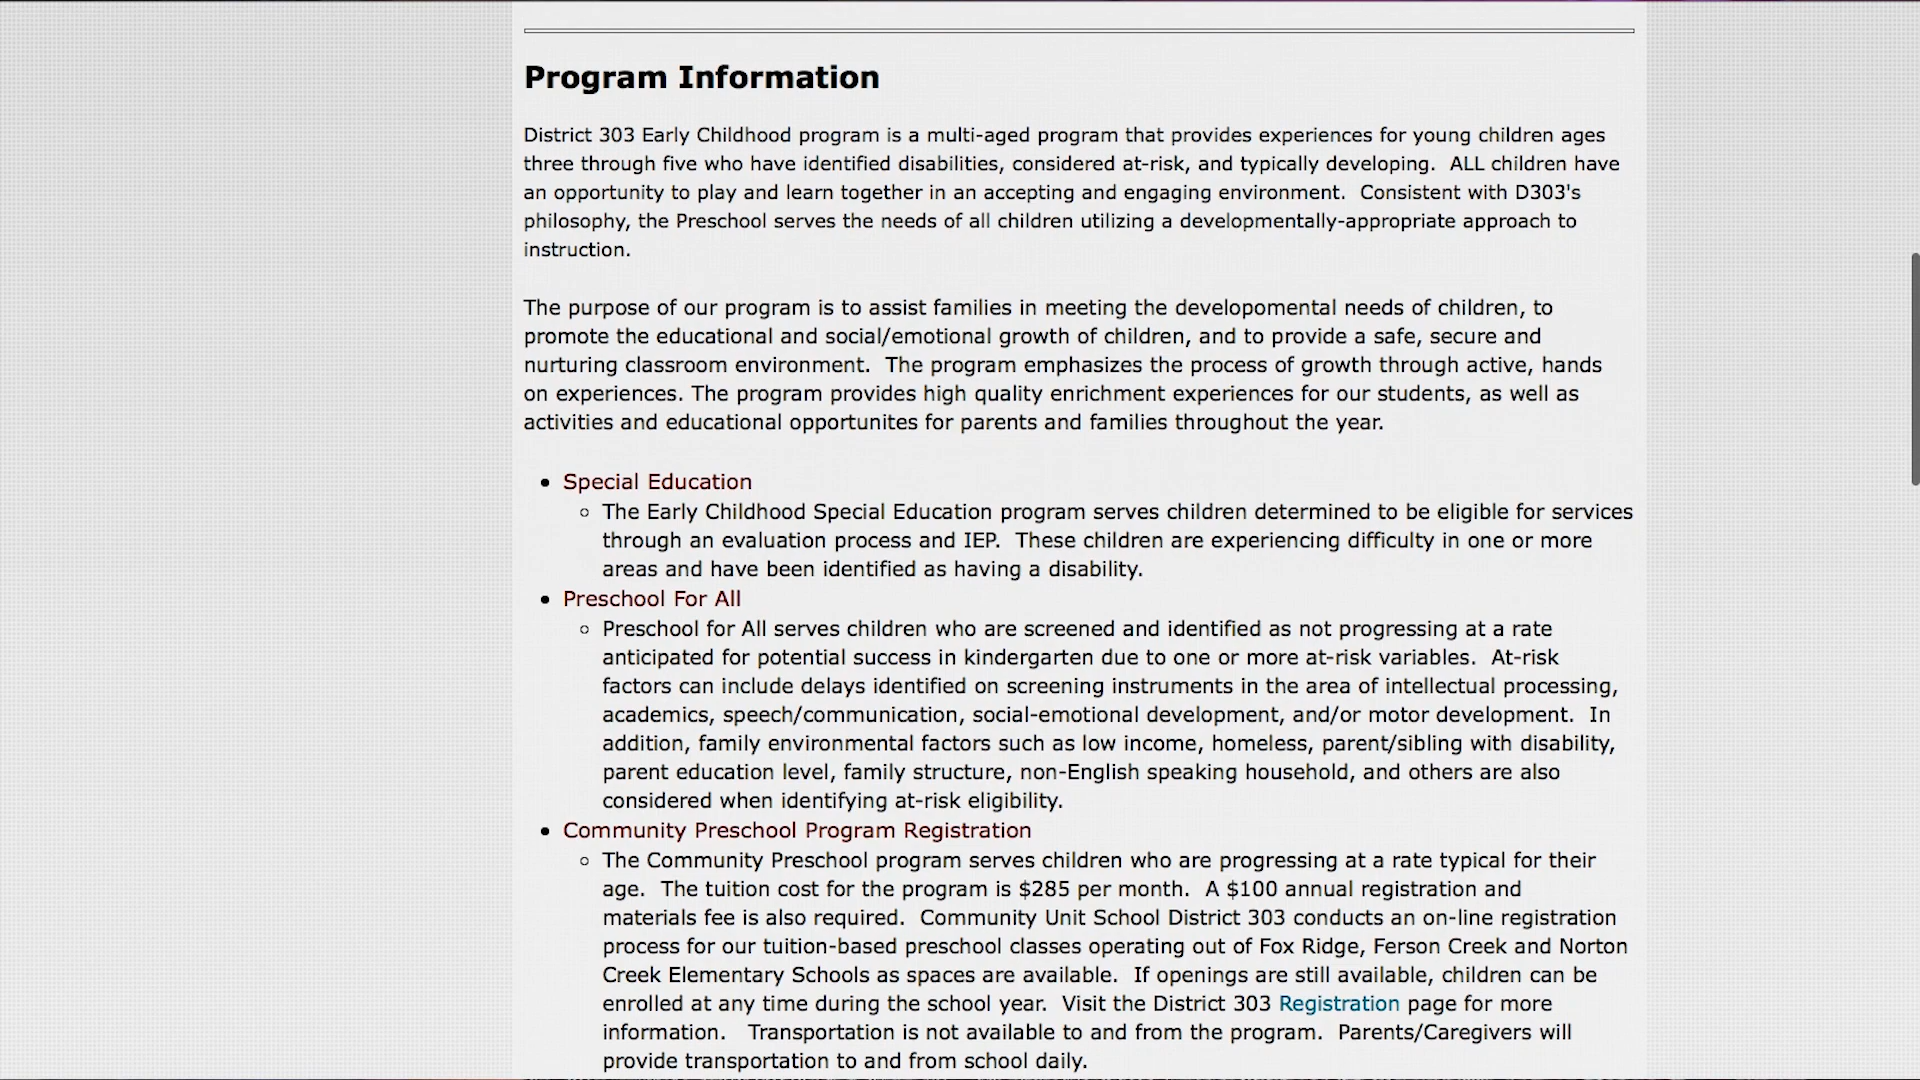 Program Information
District 303 Early Childhood program is a multi-aged program that provides experiences for young children ages
three through five who have identified disabilities, considered at-risk, and typically developing.  ALL children have
an opportunity to play and learn together in an accepting and engaging environment.  Consistent with D303's
philosophy, the Preschool serves the needs of all children utilizing a developmentally-appropriate approach to
instruction.
The purpose of our program is to assist families in meeting the developomental needs of children, to
promote the educational and social/emotional growth of children, and to provide a safe, secure and
nurturing classroom environment.  The program emphasizes the process of growth through active, hands
on experiences. The program provides high quality enrichment experiences for our students, as well as
activities and educational opportunites for parents and families throughout the year.
• Special Education
◦ The Early Childhood Special Education program serves children determined to be eligible for services
through an evaluation process and IEP.  These children are experiencing difficulty in one or more
areas and have been identified as having a disability.
• Preschool For All
◦ Preschool for All serves children who are screened and identified as not progressing at a rate
anticipated for potential success in kindergarten due to one or more at-risk variables.  At-risk
factors can include delays identified on screening instruments in the area of intellectual processing,
academics, speech/communication, social-emotional development, and/or motor development.  In
addition, family environmental factors such as low income, homeless, parent/sibling with disability,
parent education level, family structure, non-English speaking household, and others are also
considered when identifying at-risk eligibility.
• Community Preschool Program Registration
◦ The Community Preschool program serves children who are progressing at a rate typical for their
age.  The tuition cost for the program is $285 per month.  A $100 annual registration and
materials fee is also required.  Community Unit School District 303 conducts an on-line registration
process for our tuition-based preschool classes operating out of Fox Ridge, Ferson Creek and Norton
Creek Elementary Schools as spaces are available.  If openings are still available, children can be
enrolled at any time during the school year.  Visit the District 303 Registration page for more
information.   Transportation is not available to and from the program.  Parents/Caregivers will
provide transportation to and from school daily.